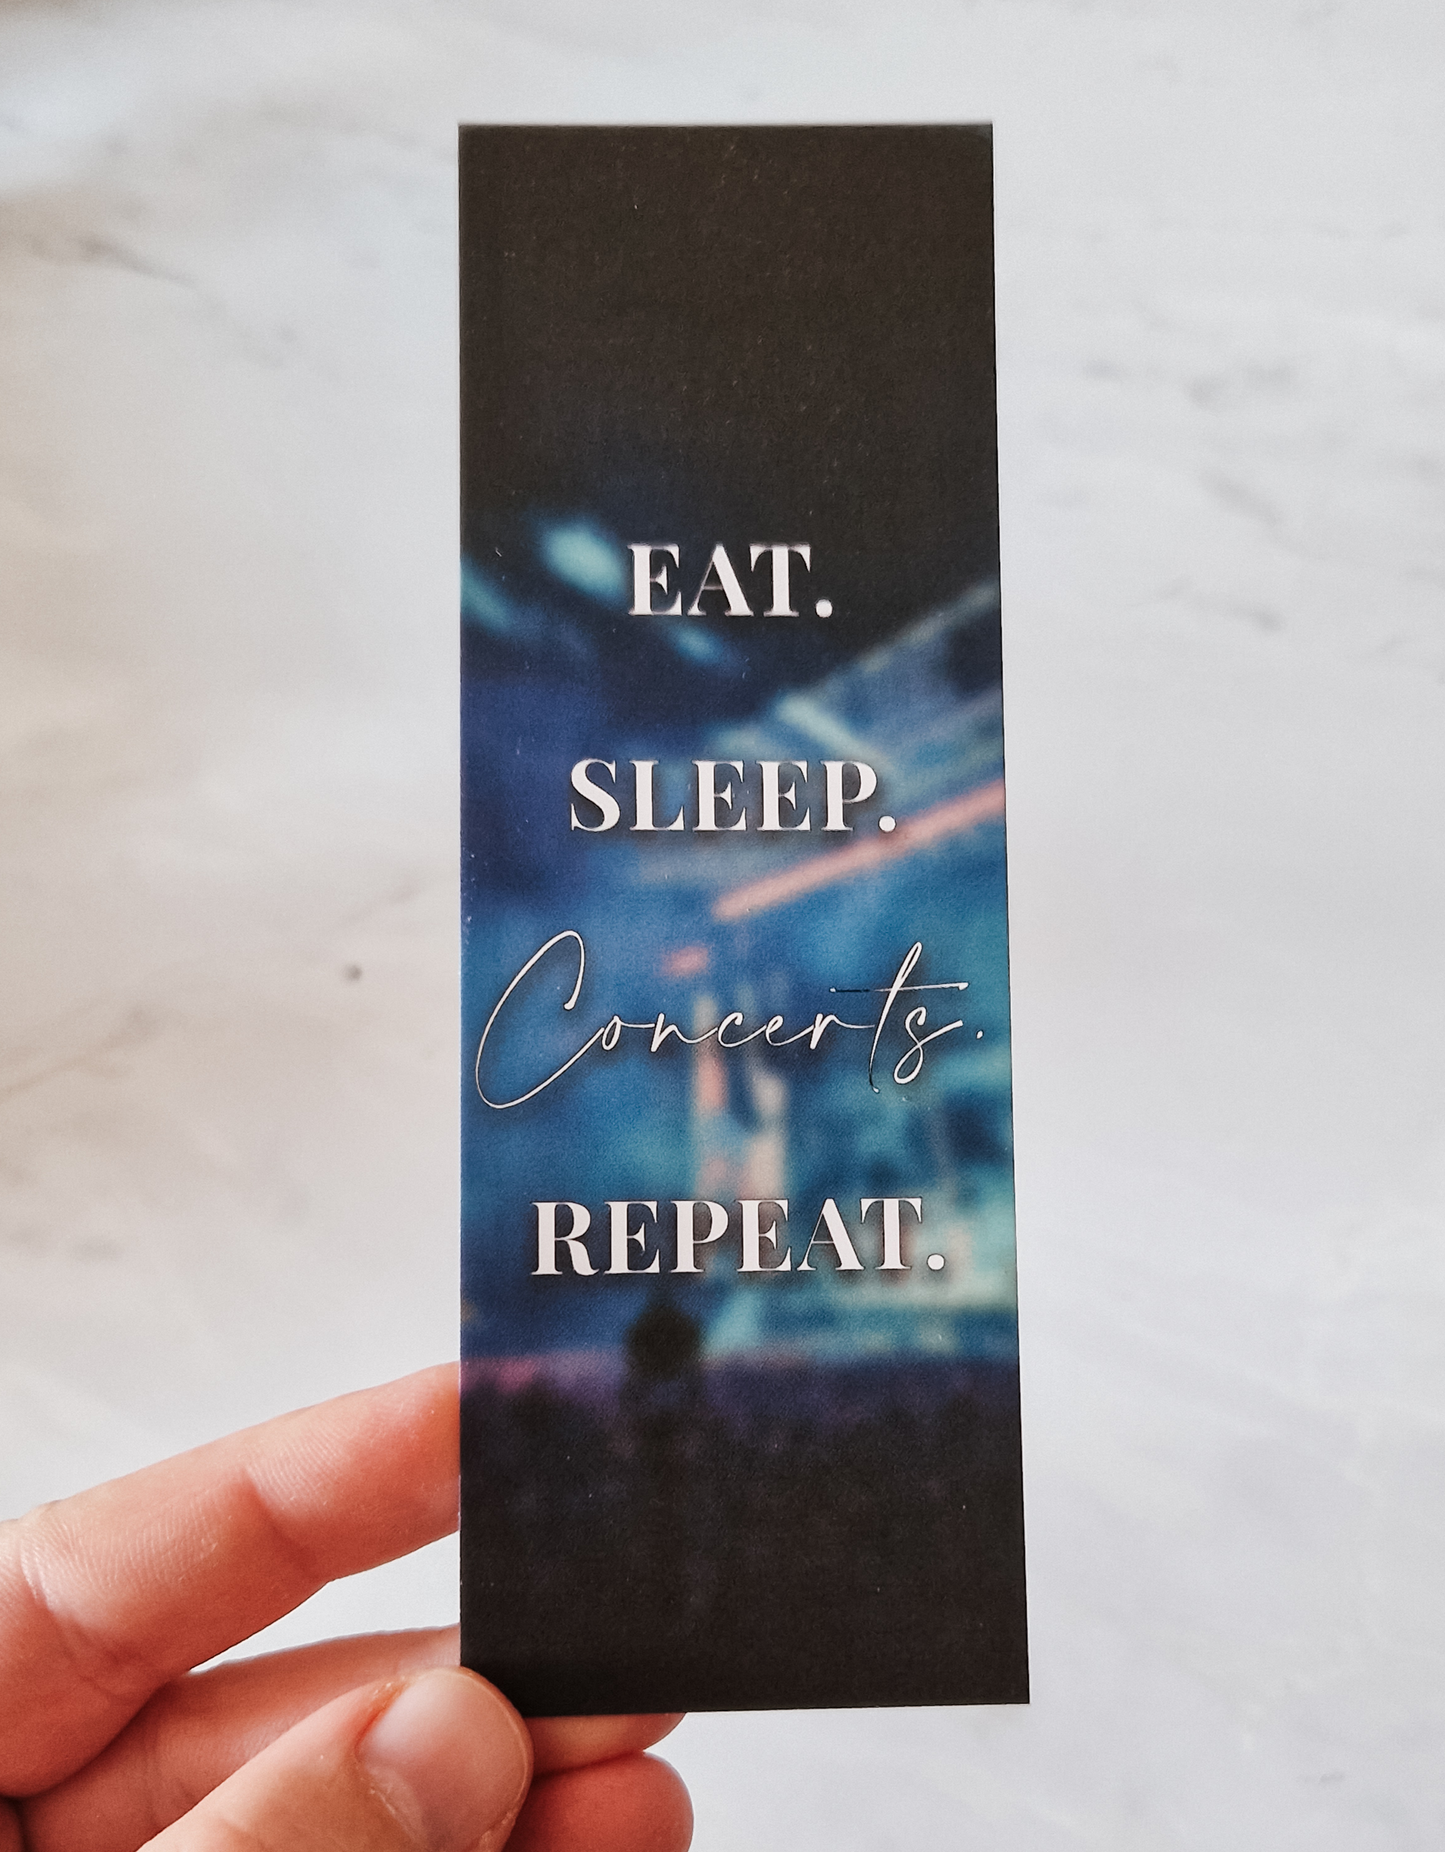 EAT.
SLEEP.
Concerts.
REPEAT.